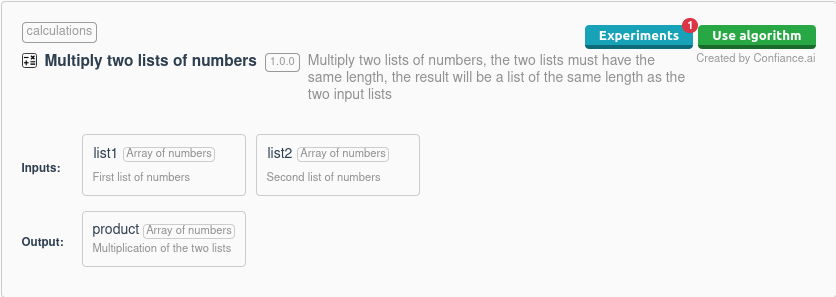 calculations
Experiments
1
Use algorithm
Multiply two lists of numbers
1.0.0
Multiply two lists of numbers, the two lists must have the
same length, the result will be a list of the same length as the
two input lists
Created by Confiance.ai
Inputs:
list1 Array of numbers
First list of numbers
list2 Array of numbers
Second list of numbers
Output:
product Array of numbers
Multiplication of the two lists